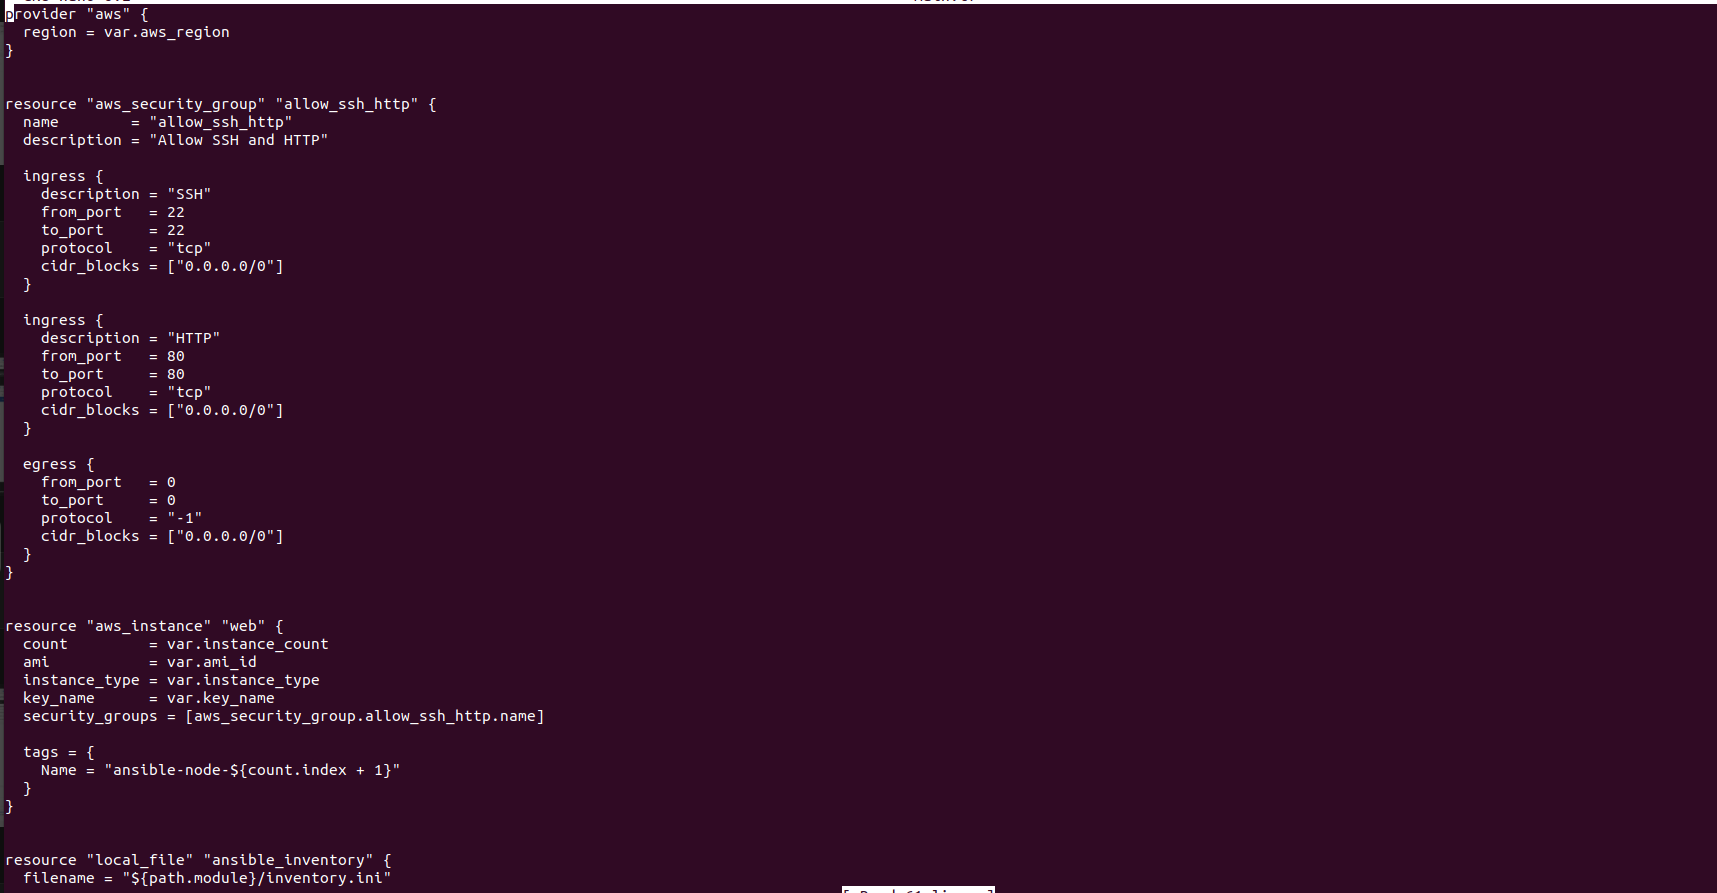 provider "aws" {
  region = var.aws_region
}

resource "aws_security_group" "allow_ssh_http" {
  name        = "allow_ssh_http"
  description = "Allow SSH and HTTP"

  ingress {
    description = "SSH"
    from_port   = 22
    to_port     = 22
    protocol    = "tcp"
    cidr_blocks = ["0.0.0.0/0"]
  }

  ingress {
    description = "HTTP"
    from_port   = 80
    to_port     = 80
    protocol    = "tcp"
    cidr_blocks = ["0.0.0.0/0"]
  }

  egress {
    from_port   = 0
    to_port     = 0
    protocol    = "-1"
    cidr_blocks = ["0.0.0.0/0"]
  }
}

resource "aws_instance" "web" {
  count         = var.instance_count
  ami           = var.ami_id
  instance_type = var.instance_type
  key_name      = var.key_name
  security_groups = [aws_security_group.allow_ssh_http.name]

  tags = {
    Name = "ansible-node-${count.index + 1}"
  }
}

resource "local_file" "ansible_inventory" {
  filename = "${path.module}/inventory.ini"